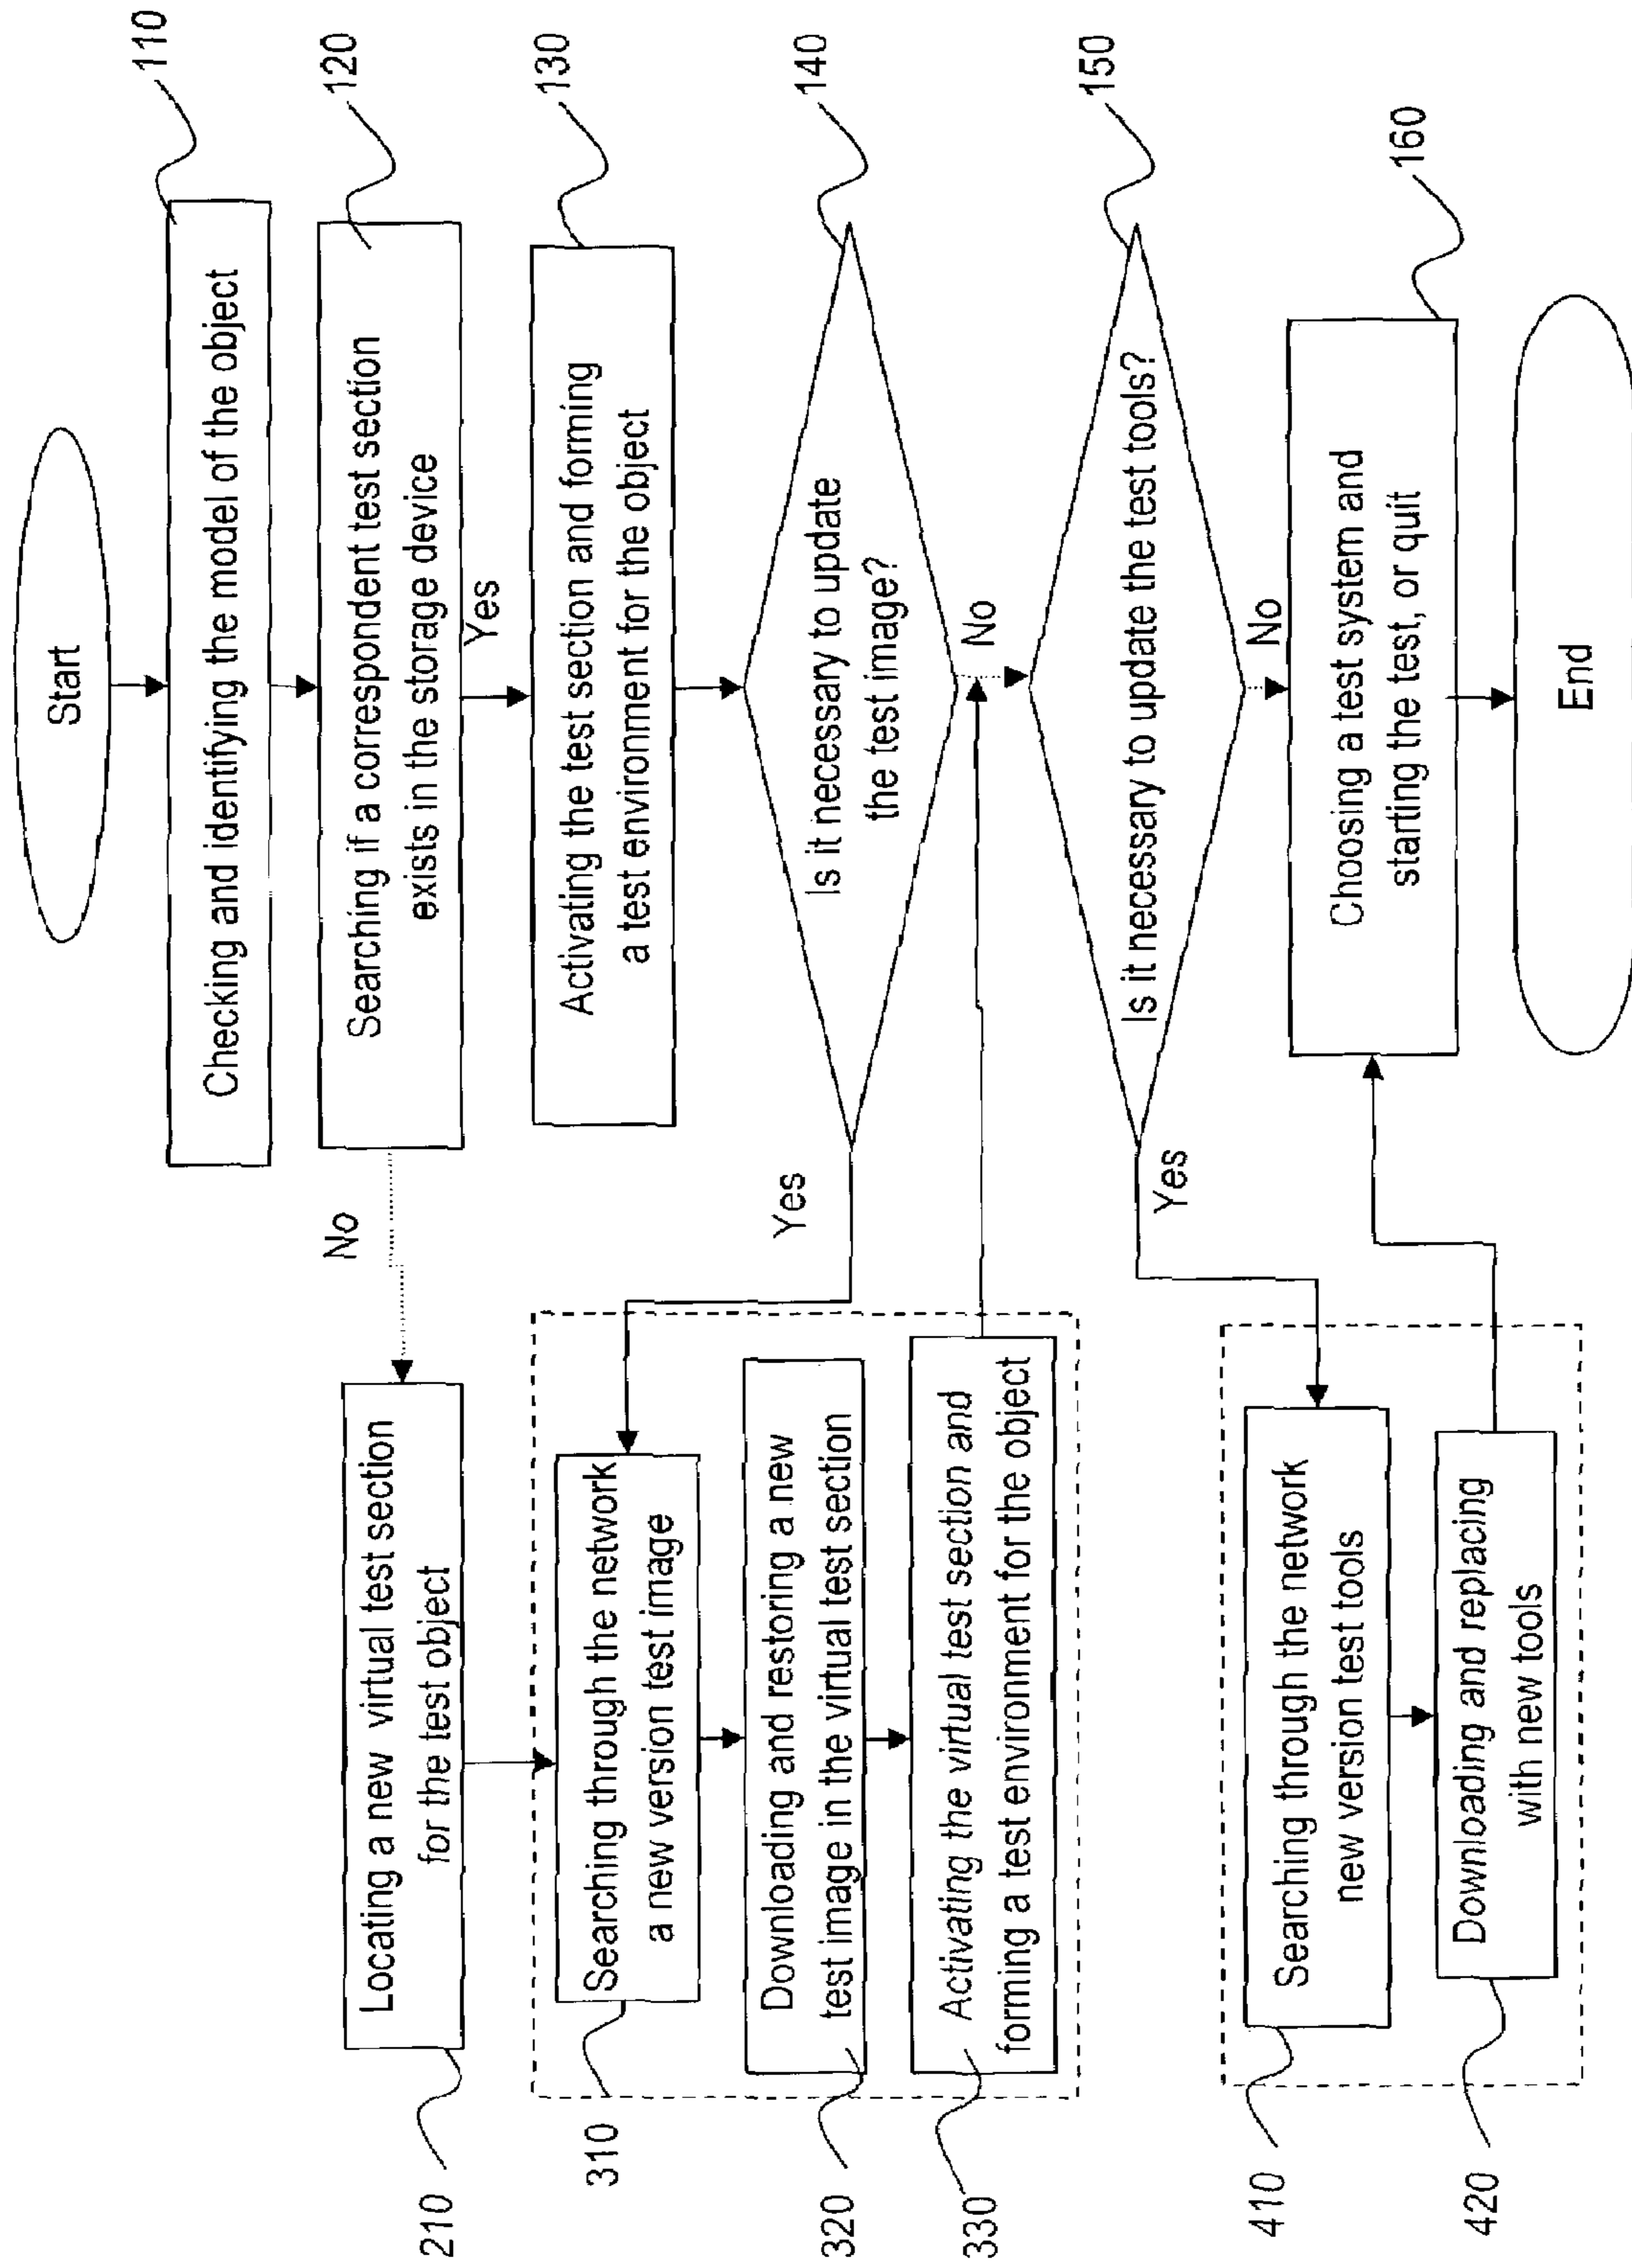 Start
110
Checking and identifying the model of the object
120
Searching if a correspondent test section
exists in the storage device
Yes
No
130
Activating the test section and forming
a test environment for the object
140
Is it necessary to update
the test image?
Yes
No
150
Is it necessary to update the test tools?
Yes
No
160
Choosing a test system and
starting the test, or quit
End
210
Locating a new virtual test section
for the test object
310
Searching through the network
a new version test image
320
Downloading and restoring a new
test image in the virtual test section
330
Activating the virtual test section and
forming a test environment for the object
410
Searching through the network
new version test tools
420
Downloading and replacing
with new tools